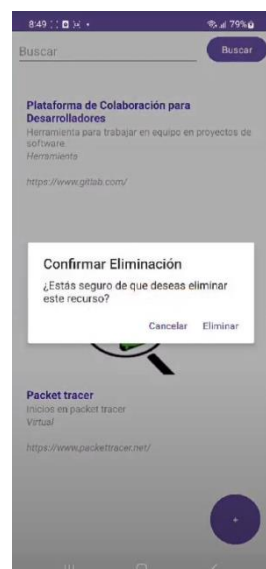 8:49
79%
Buscar
Buscar
Plataforma de Colaboración para
Desarrolladores
Herramienta para trabajar en equipo en proyectos de
software.
Herramienta
https://www.gitlab.com/
Confirmar Eliminación
¿Estás seguro de que deseas eliminar
este recurso?
Cancelar Eliminar
Packet tracer
Inicios en packet tracer
Virtual
https://www.packettracer.net/
+